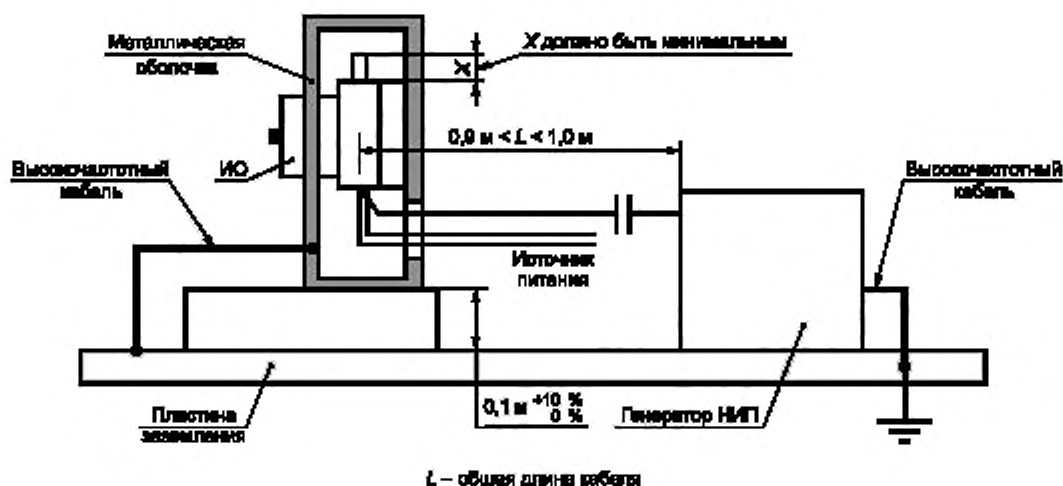 Металлическая
оболочка
X должно быть минимальным
X
0,9 м < L < 1,0 м
Высокочастотный
кабель
ИО
Высокочастотный
кабель
Источник
питания
0,1 м +10 %
0 %
Пластина
заземления
Генератор НИП
L – общая длина кабеля